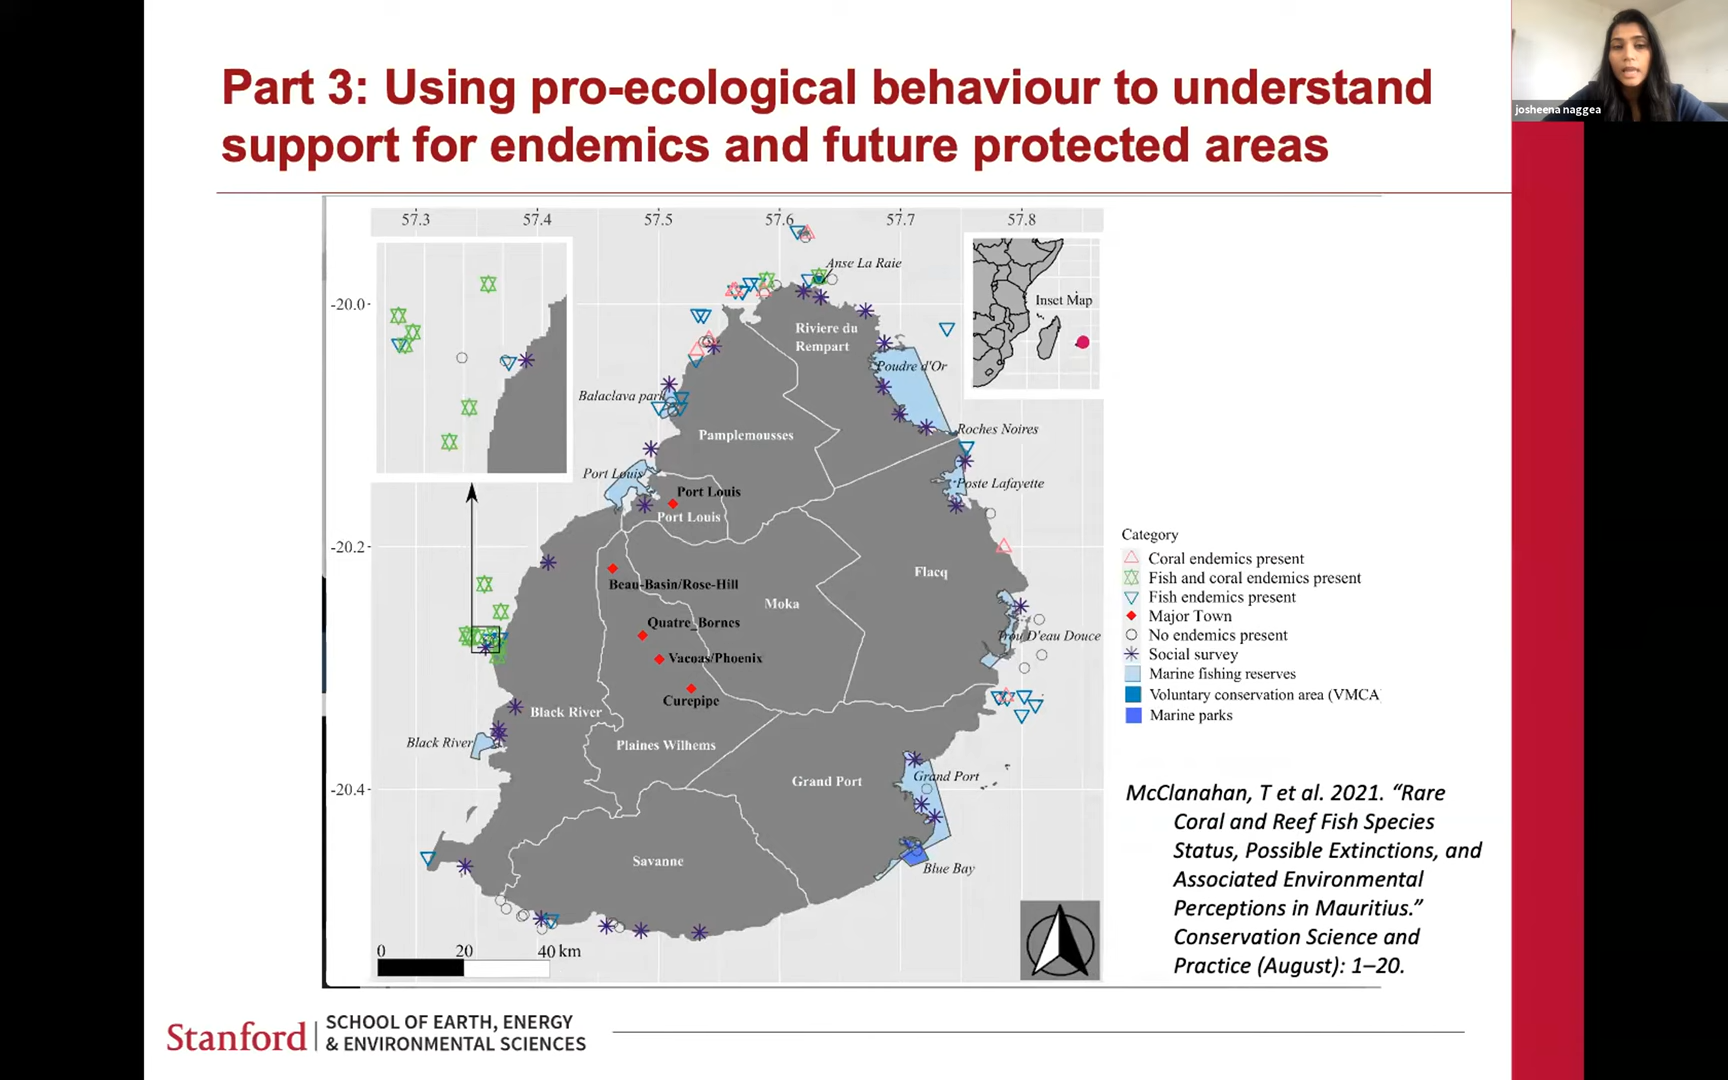 Part 3: Using pro-ecological behaviour to understand
support for endemics and future protected areas
josheena naggea
57.3 57.4 57.5 57.6 57.7 57.8
-20.0
-20.2
-20.4
Anse La Raie
Inset Map
Riviere du
Rempart
Poudre d'Or
Balaclava park
Roches Noires
Pamplemousses
Port Louis
Poste Lafayette
Port Louis
Port Louis
Flacq
Beau-Basin/Rose-Hill
Moka
Quatre_Bornes
Trou D'eau Douce
Vacoas/Phoenix
Curepipe
Black River
Black River
Plaines Wilhems
Grand Port
Grand Port
Savanne
Blue Bay
0 20 40 km
Category
Coral endemics present
Fish and coral endemics present
Fish endemics present
Major Town
No endemics present
Social survey
Marine fishing reserves
Voluntary conservation area (VMCA)
Marine parks
McClanahan, T et al. 2021. “Rare
Coral and Reef Fish Species
Status, Possible Extinctions, and
Associated Environmental
Perceptions in Mauritius.”
Conservation Science and
Practice (August): 1–20.
Stanford
SCHOOL OF EARTH, ENERGY
& ENVIRONMENTAL SCIENCES